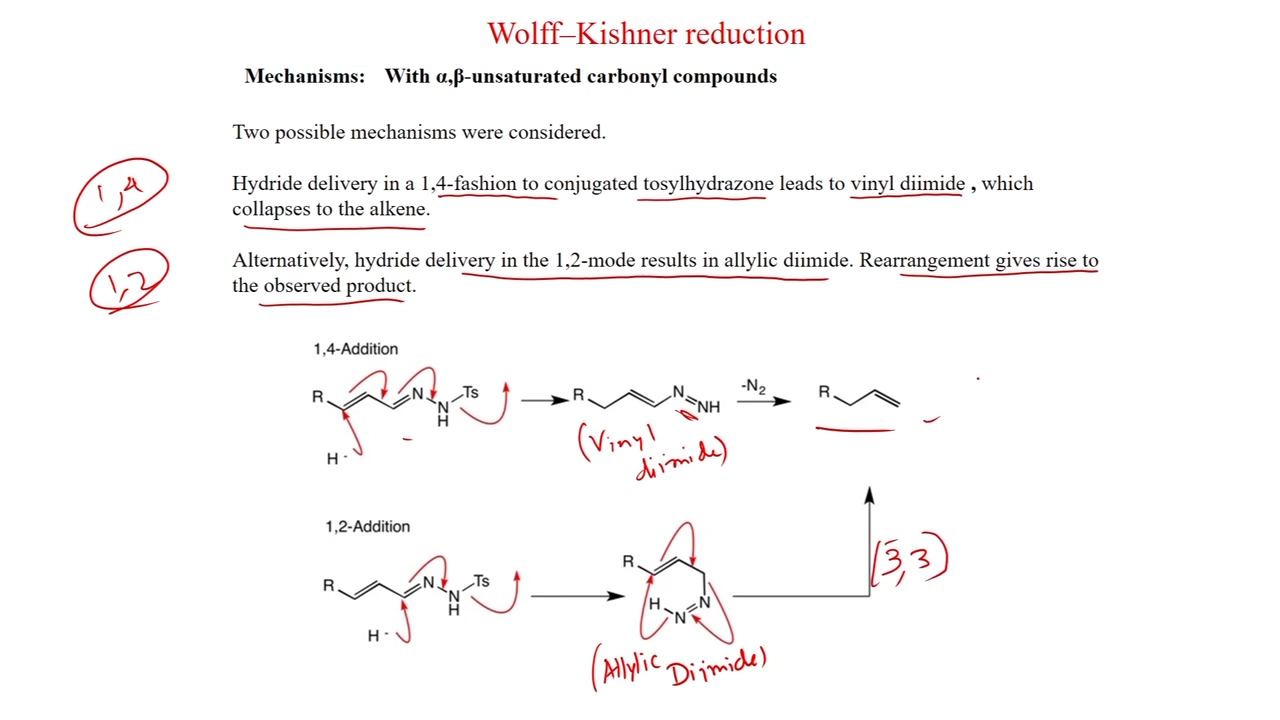 Wolff–Kishner reduction
Mechanisms: With α,β-unsaturated carbonyl compounds
Two possible mechanisms were considered.
1,4
Hydride delivery in a 1,4-fashion to conjugated tosylhydrazone leads to vinyl diimide , which
collapses to the alkene.
1,2
Alternatively, hydride delivery in the 1,2-mode results in allylic diimide. Rearrangement gives rise to
the observed product.
1,4-Addition
R N N H Ts H -
R N NH
-N2
R
(Vinyl
diimide)
1,2-Addition
R N N H Ts H -
R H N N
(3,3)
(Allylic Diimide)